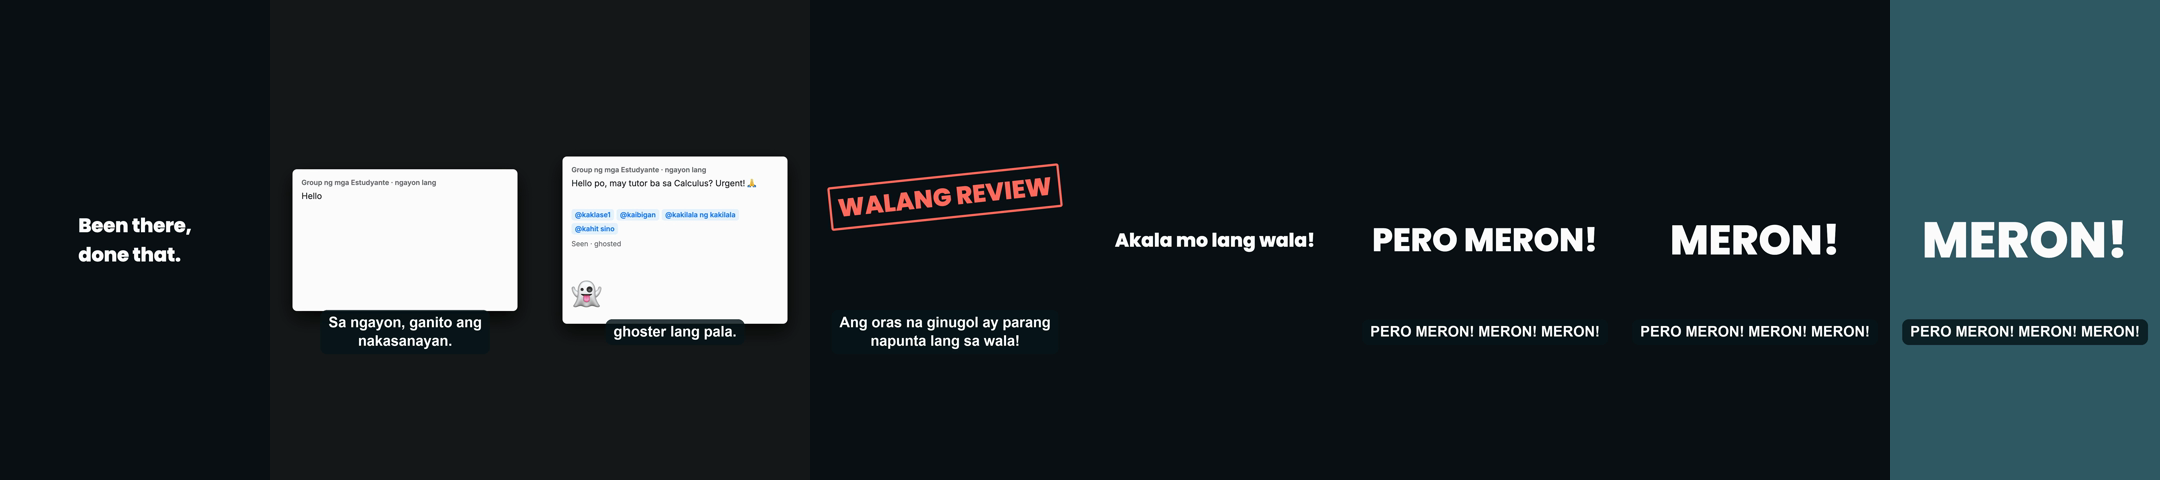 Been there,
done that.
Group ng mga Estudyante · ngayon lang
Hello
Sa ngayon, ganito ang
nakasanayan.
Group ng mga Estudyante · ngayon lang
Hello po, may tutor ba sa Calculus? Urgent! 🙏
@kaklase1 @kaibigan @kakilala ng kakilala
@kahit sino
Seen · ghosted
ghoster lang pala.
WALANG REVIEW
Ang oras na ginugol ay parang
napunta lang sa wala!
Akala mo lang wala!
PERO MERON!
PERO MERON! MERON! MERON!
MERON!
PERO MERON! MERON! MERON!
MERON!
PERO MERON! MERON! MERON!